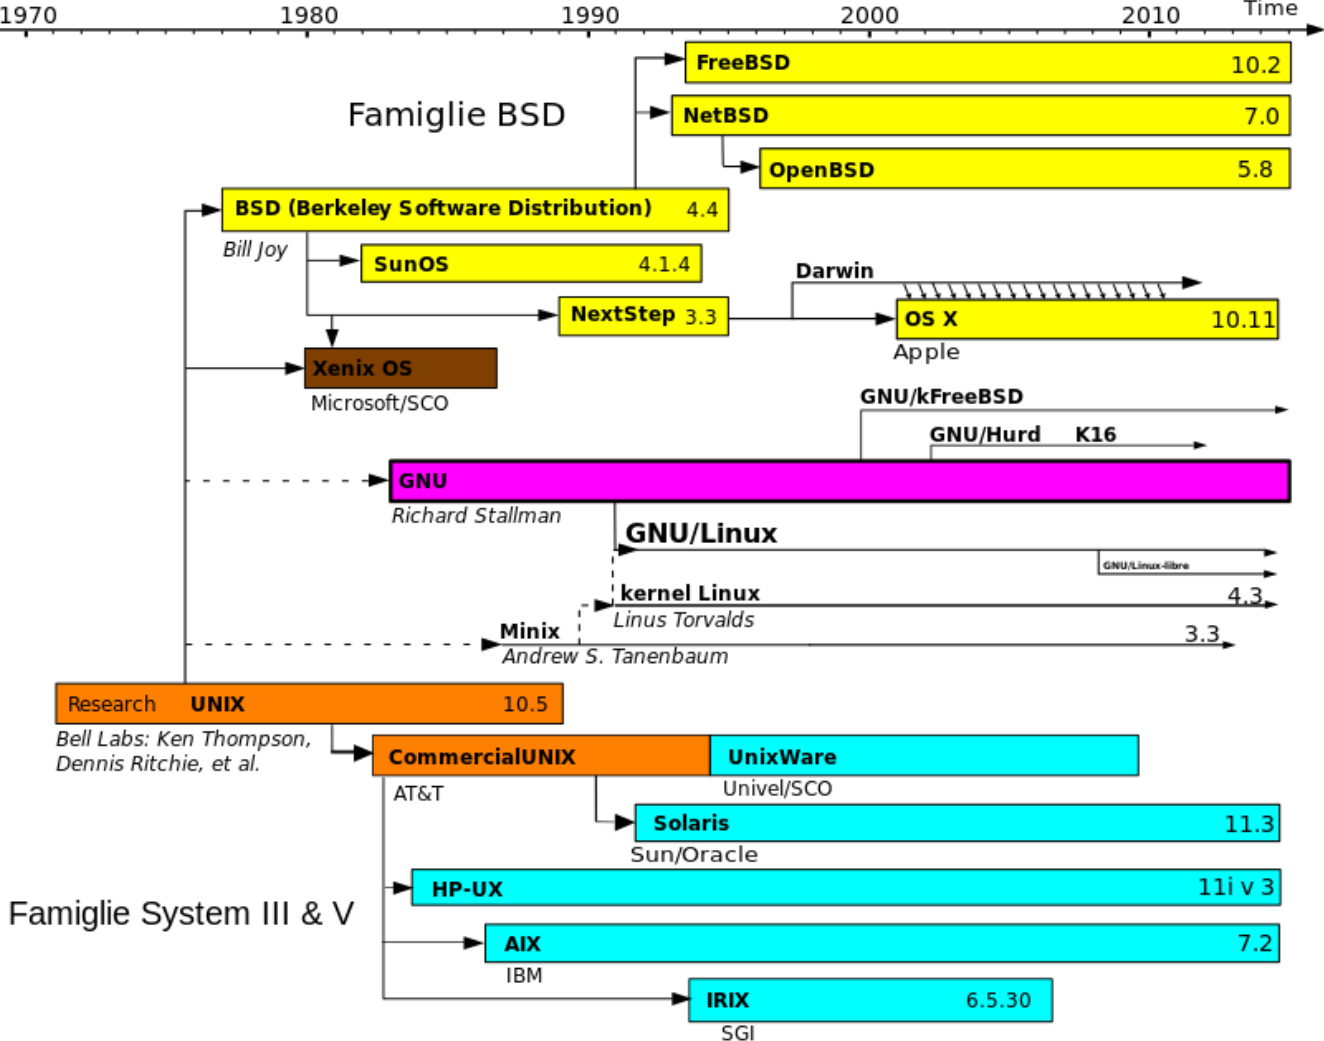 1970 1980 1990 2000 2010 Time
FreeBSD 10.2
Famiglie BSD
NetBSD 7.0
OpenBSD 5.8
BSD (Berkeley Software Distribution) 4.4
Bill Joy
SunOS 4.1.4
Darwin
NextStep 3.3
OS X 10.11
Apple
Xenix OS
Microsoft/SCO
GNU/kFreeBSD
GNU/Hurd K16
GNU
Richard Stallman
GNU/Linux
GNU/Linux-libre
kernel Linux 4.3
Linus Torvalds
Minix 3.3
Andrew S. Tanenbaum
Research UNIX 10.5
Bell Labs: Ken Thompson,
Dennis Ritchie, et al.
CommercialUNIX UnixWare
AT&T Univel/SCO
Solaris 11.3
Sun/Oracle
HP-UX 11i v 3
Famiglie System III & V
AIX 7.2
IBM
IRIX 6.5.30
SGI